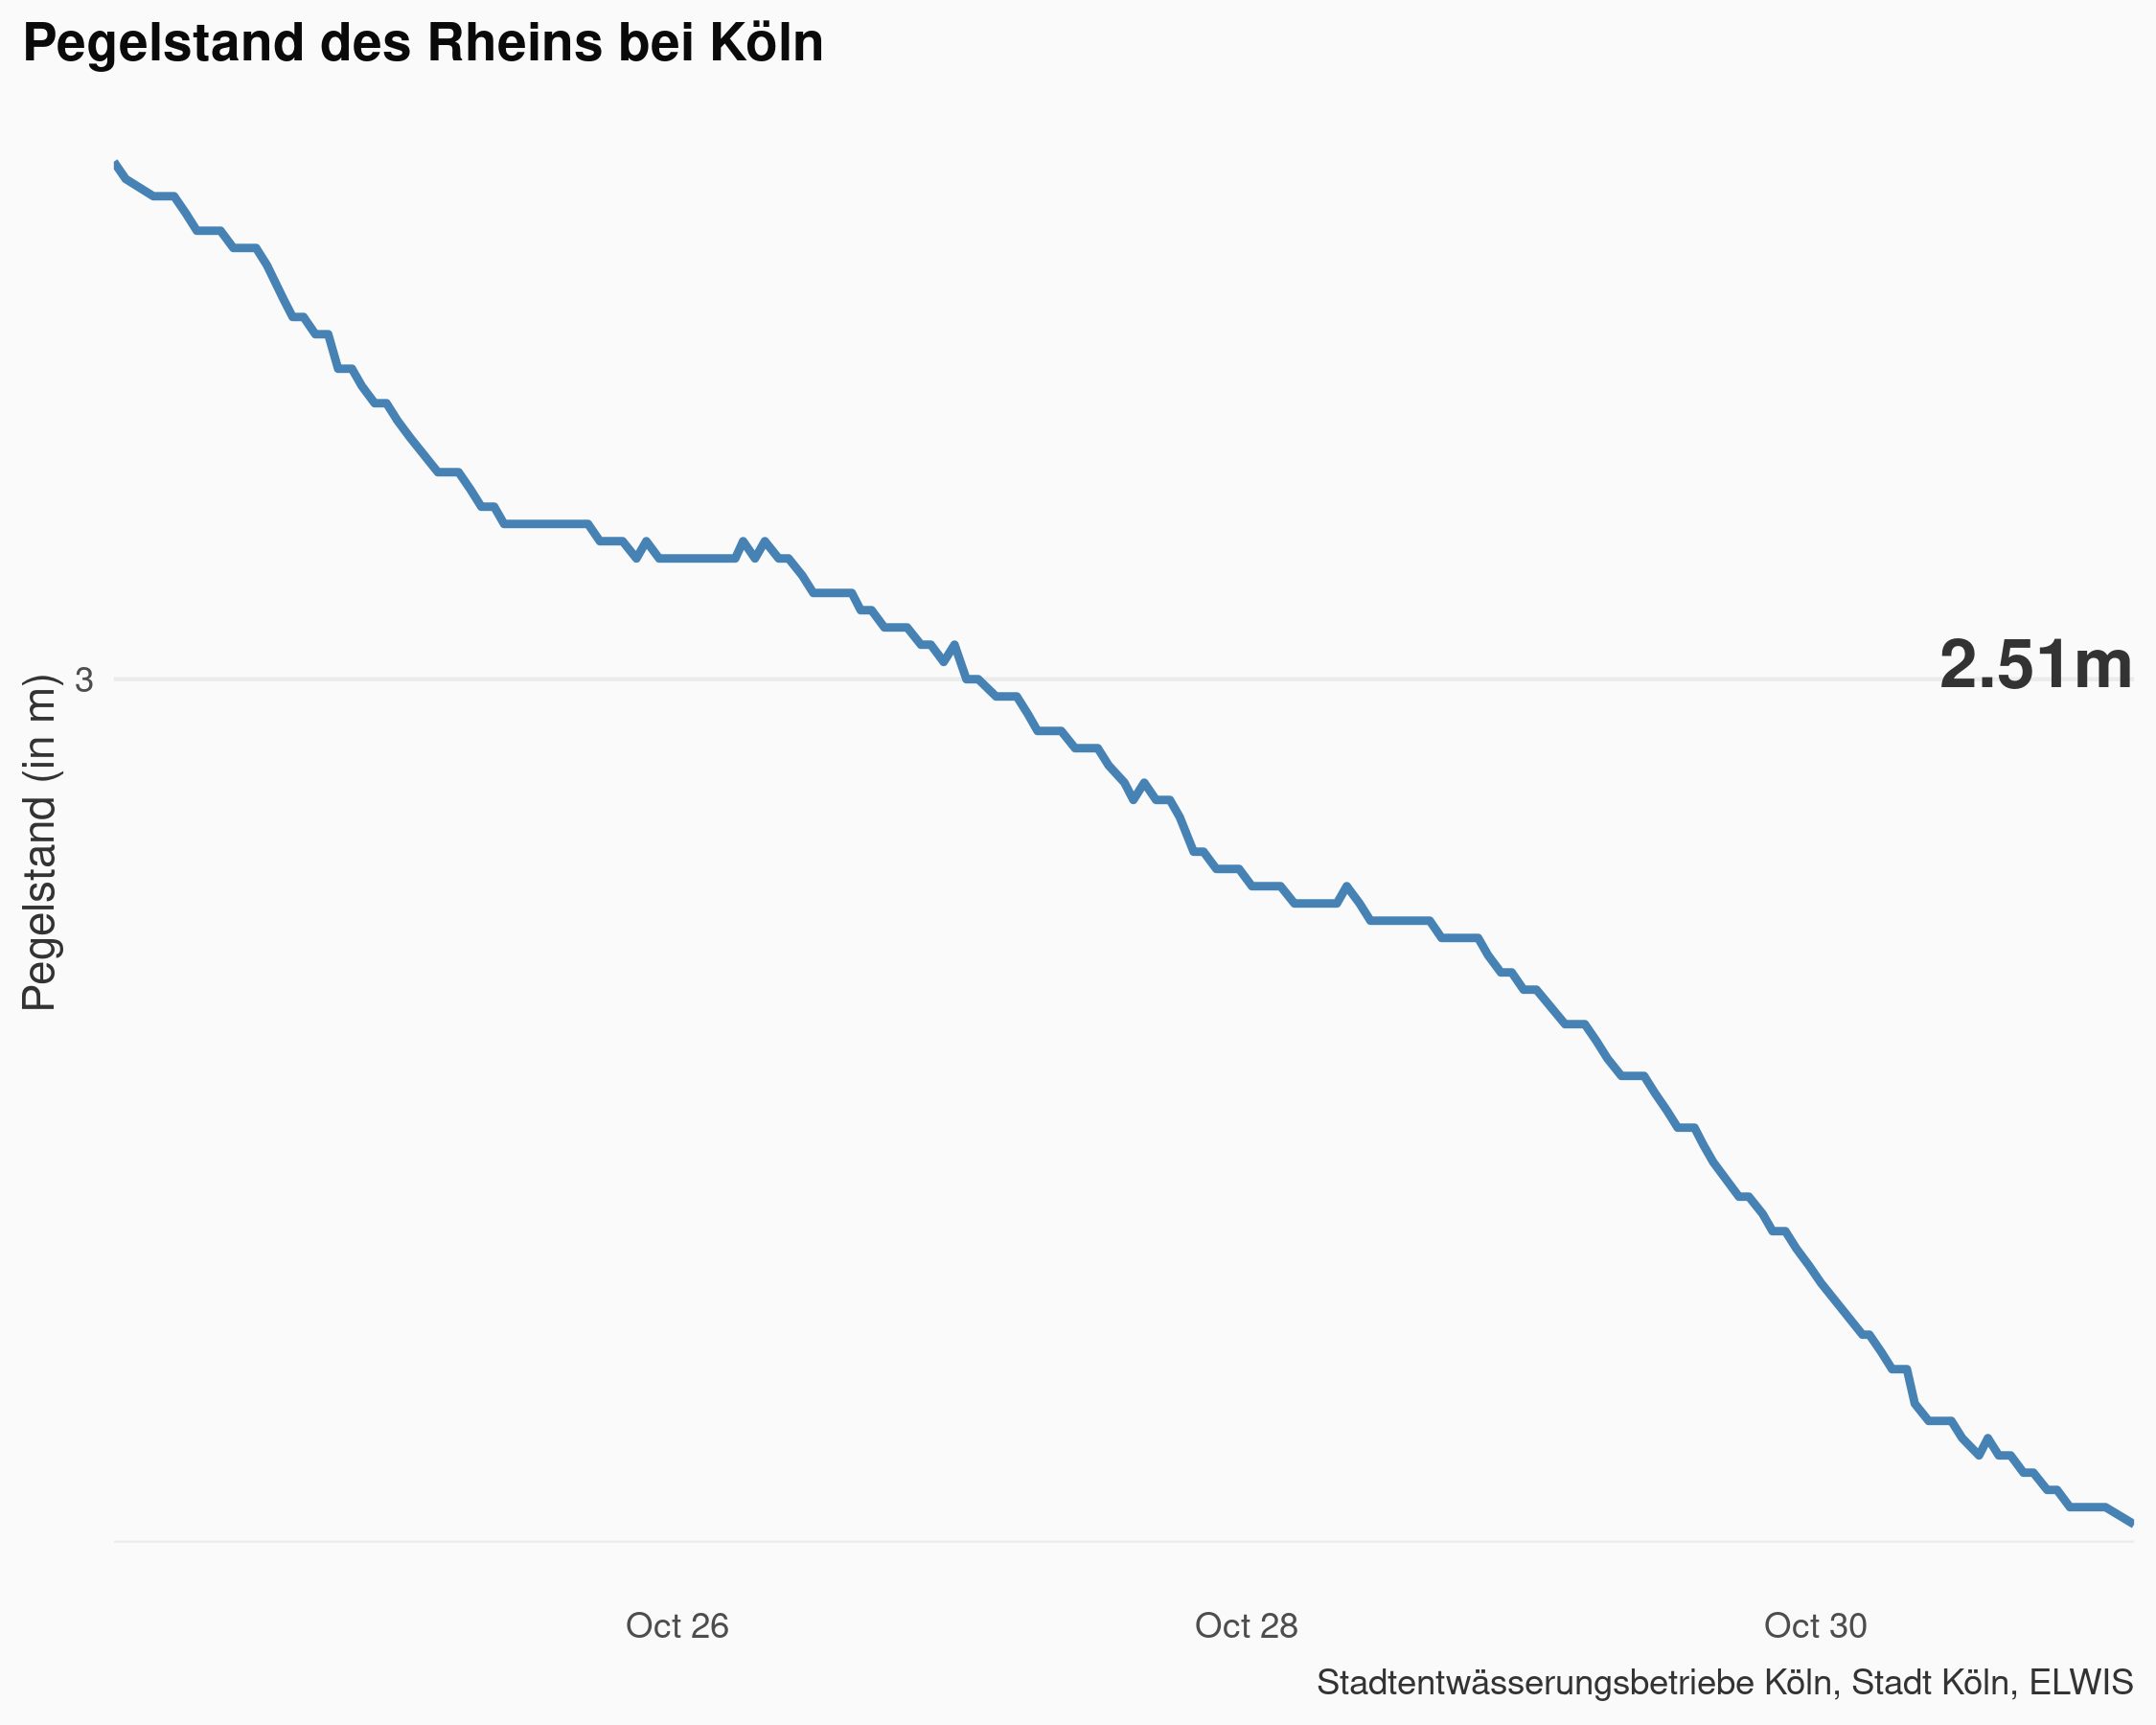 Pegelstand des Rheins bei Köln
Pegelstand (in m)
3
2.51m
Oct 26
Oct 28
Oct 30
Stadtentwässerungsbetriebe Köln, Stadt Köln, ELWIS